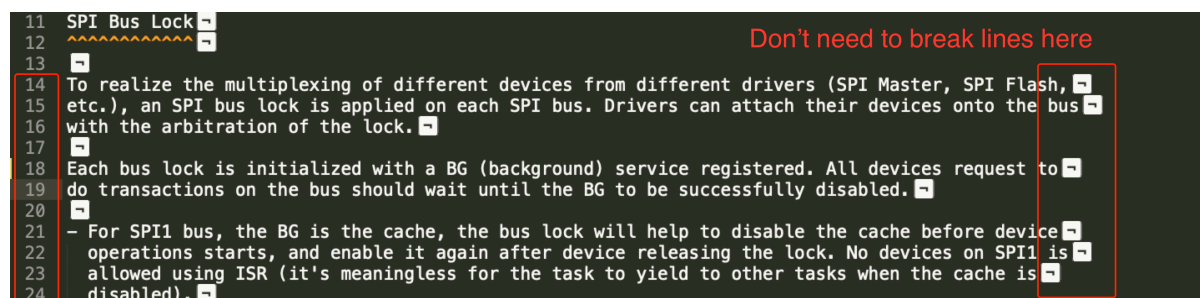 11 SPI Bus Lock¬
12 ^^^^^^^^^^^^¬
Don't need to break lines here
13 ¬
14 To realize the multiplexing of different devices from different drivers (SPI Master, SPI Flash,¬
15 etc.), an SPI bus lock is applied on each SPI bus. Drivers can attach their devices onto the bus¬
16 with the arbitration of the lock.¬
17 ¬
18 Each bus lock is initialized with a BG (background) service registered. All devices request to¬
19 do transactions on the bus should wait until the BG to be successfully disabled.¬
20 ¬
21 - For SPI1 bus, the BG is the cache, the bus lock will help to disable the cache before device¬
22 operations starts, and enable it again after device releasing the lock. No devices on SPI1 is¬
23 allowed using ISR (it's meaningless for the task to yield to other tasks when the cache is¬
24 disabled).¬